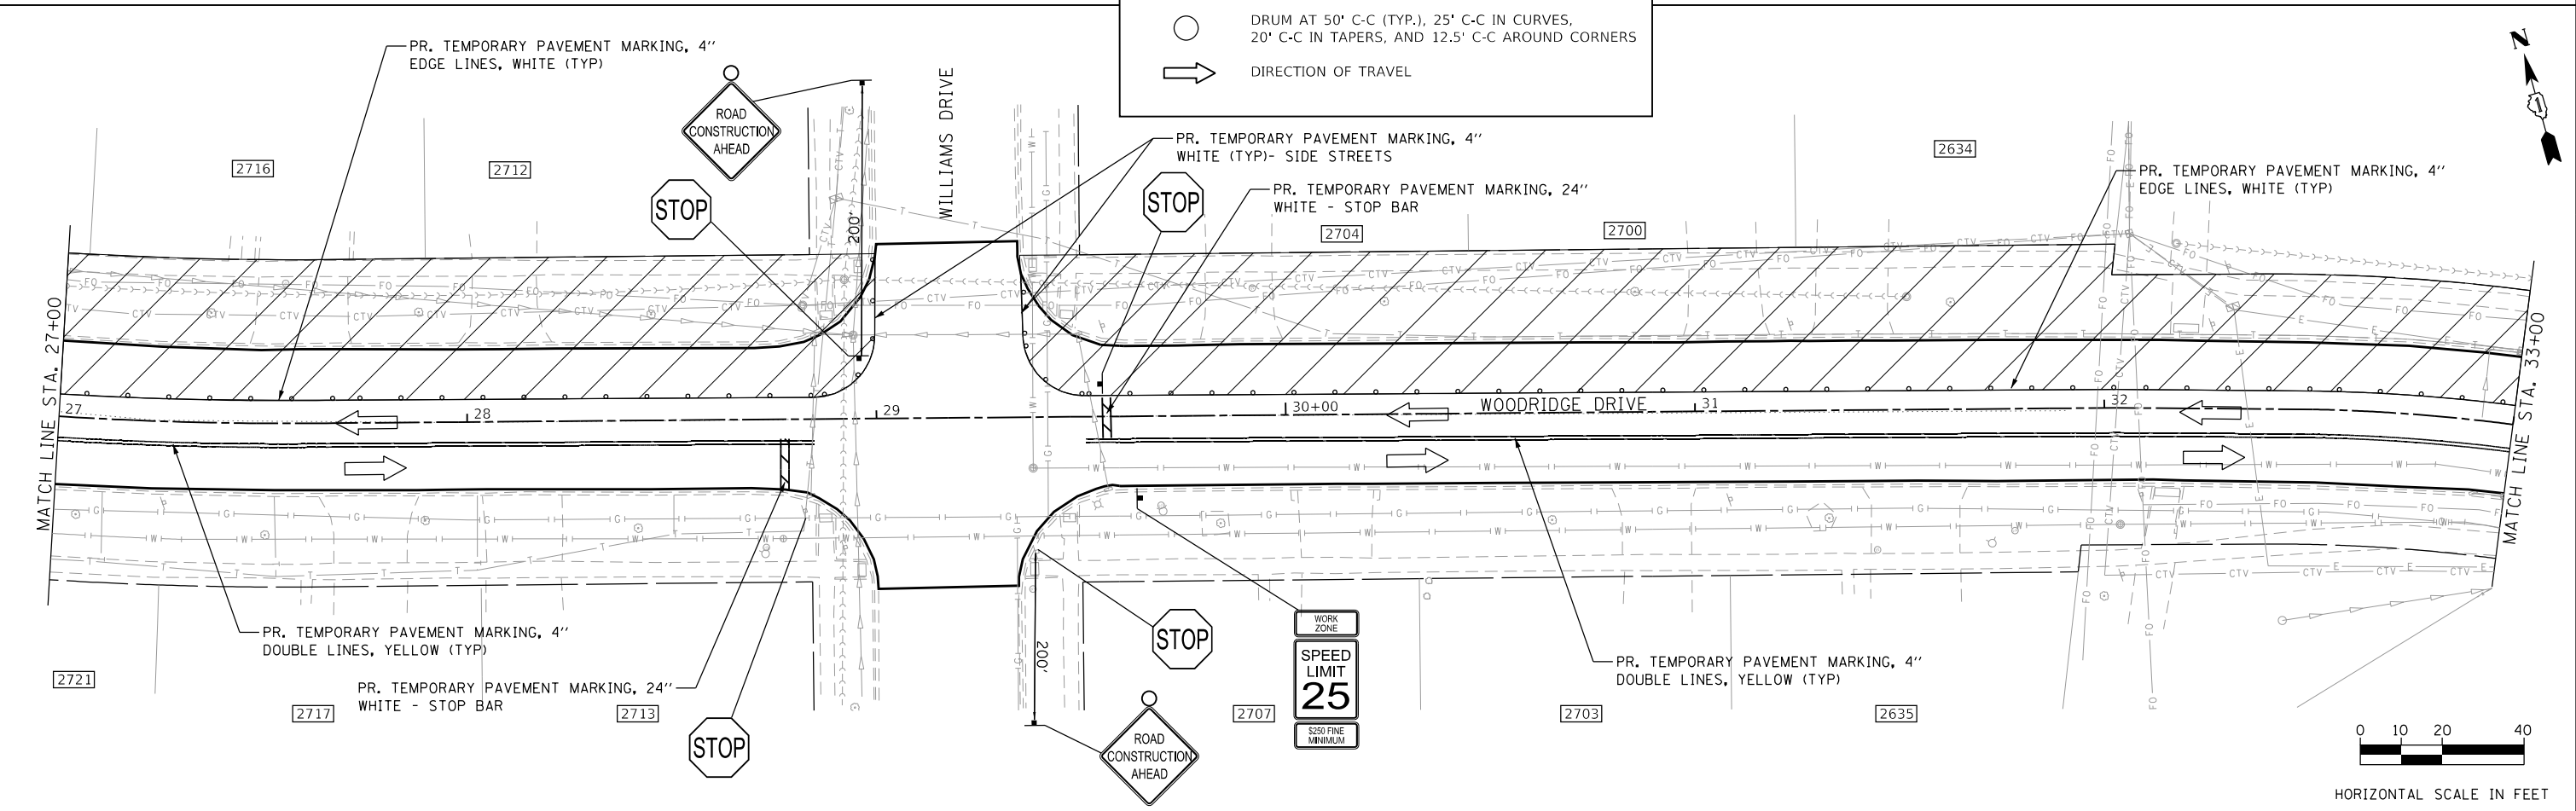 DRUM AT 50' C-C (TYP.), 25' C-C IN CURVES,
20' C-C IN TAPERS, AND 12.5' C-C AROUND CORNERS
DIRECTION OF TRAVEL
N
PR. TEMPORARY PAVEMENT MARKING, 4"
EDGE LINES, WHITE (TYP)
ROAD
CONSTRUCTION
AHEAD
WILLIAMS DRIVE
PR. TEMPORARY PAVEMENT MARKING, 4"
WHITE (TYP)- SIDE STREETS
2634
2716
2712
PR. TEMPORARY PAVEMENT MARKING, 4"
EDGE LINES, WHITE (TYP)
STOP
STOP
PR. TEMPORARY PAVEMENT MARKING, 24"
WHITE - STOP BAR
200'
2704
2700
MATCH LINE STA. 27+00
MATCH LINE STA. 33+00
27
28
29
30+00
WOODRIDGE DRIVE
31
32
PR. TEMPORARY PAVEMENT MARKING, 4"
DOUBLE LINES, YELLOW (TYP)
STOP
WORK
ZONE
SPEED
LIMIT
25
$250 FINE
MINIMUM
200'
PR. TEMPORARY PAVEMENT MARKING, 4"
DOUBLE LINES, YELLOW (TYP)
2721
PR. TEMPORARY PAVEMENT MARKING, 24"
WHITE - STOP BAR
2717
2713
2707
2703
2635
STOP
ROAD
CONSTRUCTION
AHEAD
0 10 20 40
HORIZONTAL SCALE IN FEET